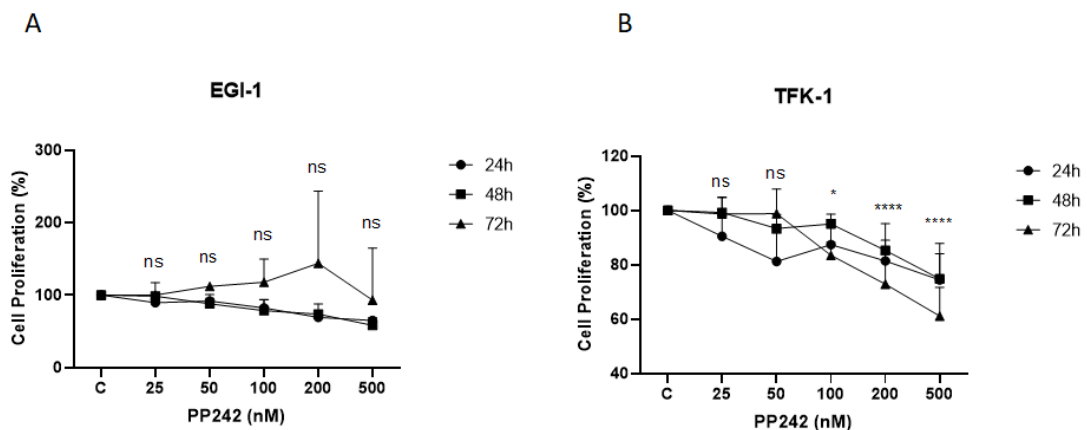 A
B
EGI-1
TFK-1
Cell Proliferation (%)
300
200
100
0
ns
ns
ns
ns
ns
C
25
50
100
200
500
PP242 (nM)
24h
48h
72h
Cell Proliferation (%)
120
100
80
60
40
ns
ns
*
****
****
C
25
50
100
200
500
PP242 (nM)
24h
48h
72h